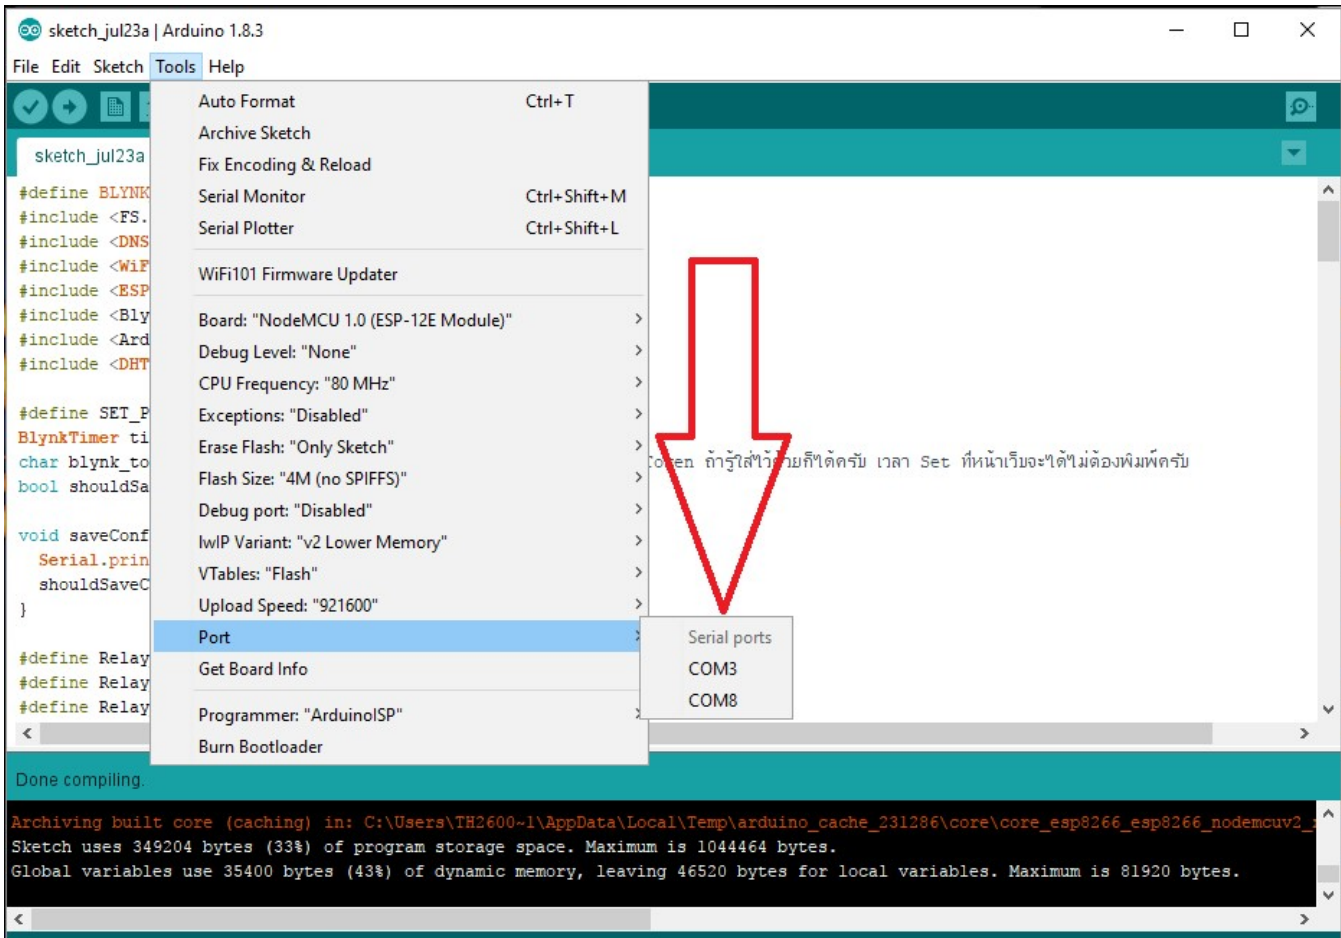 sketch_jul23a | Arduino 1.8.3
File Edit Sketch Tools Help
sketch_jul23a
Auto Format Ctrl+T
Archive Sketch
Fix Encoding & Reload
Serial Monitor Ctrl+Shift+M
Serial Plotter Ctrl+Shift+L
WiFi101 Firmware Updater
Board: "NodeMCU 1.0 (ESP-12E Module)"
Debug Level: "None"
CPU Frequency: "80 MHz"
Exceptions: "Disabled"
Erase Flash: "Only Sketch"
Flash Size: "4M (no SPIFFS)"
Debug port: "Disabled"
lwIP Variant: "v2 Lower Memory"
VTables: "Flash"
Upload Speed: "921600"
Port
Get Board Info
Programmer: "ArduinoISP"
Burn Bootloader
Serial ports
COM3
COM8
#define BLYNK
#include <FS.
#include <DNS
#include <WiF
#include <ESP
#include <Bly
#include <Ard
#include <DHT
#define SET_P
BlynkTimer ti
char blynk_to
ถ้ารู้ใส่ไว้ด้วยก็ได้ครับ เวลา Set ที่หน้าเว็บจะได้ไม่ต้องพิมพ์ครับ
bool shouldSa
void saveConf
Serial.prin
shouldSaveC
}
#define Relay
#define Relay
#define Relay
Done compiling.
Archiving built core (caching) in: C:\Users\TH2600~1\AppData\Local\Temp\arduino_cache_231286\core\core_esp8266_esp8266_nodemcuv2_
Sketch uses 349204 bytes (33%) of program storage space. Maximum is 1044464 bytes.
Global variables use 35400 bytes (43%) of dynamic memory, leaving 46520 bytes for local variables. Maximum is 81920 bytes.